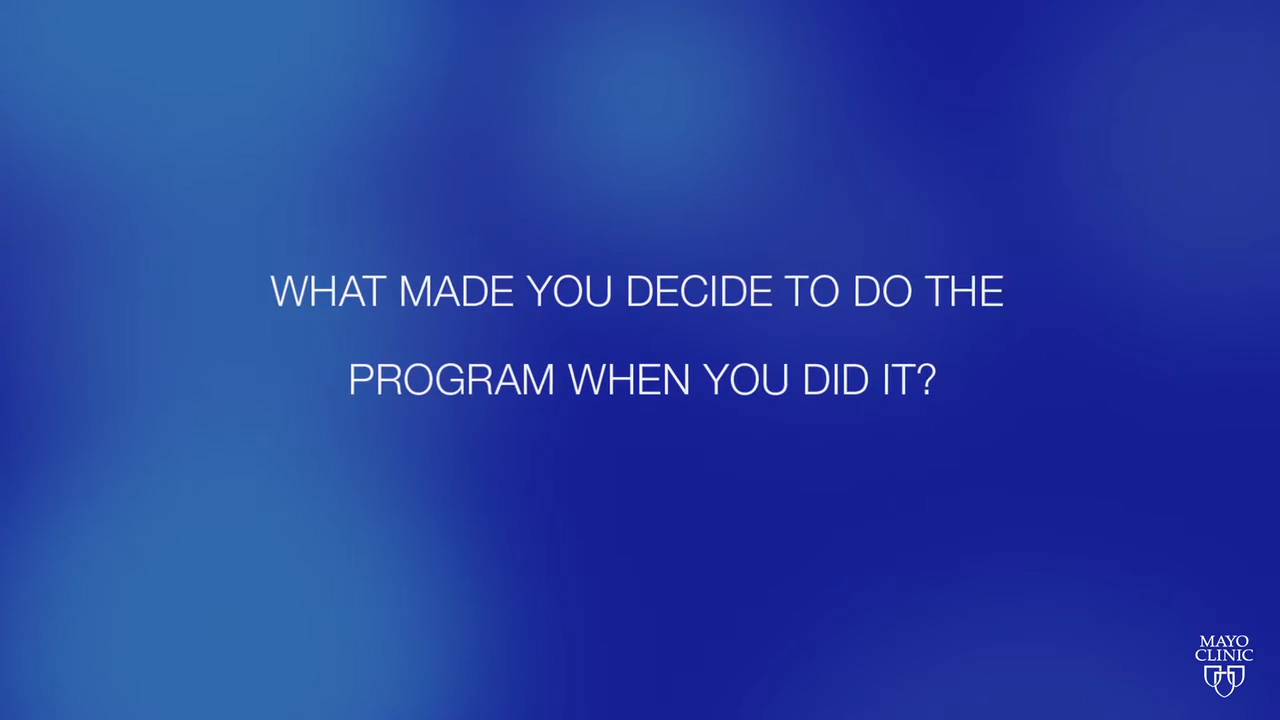 WHAT MADE YOU DECIDE TO DO THE
PROGRAM WHEN YOU DID IT?
MAYO
CLINIC